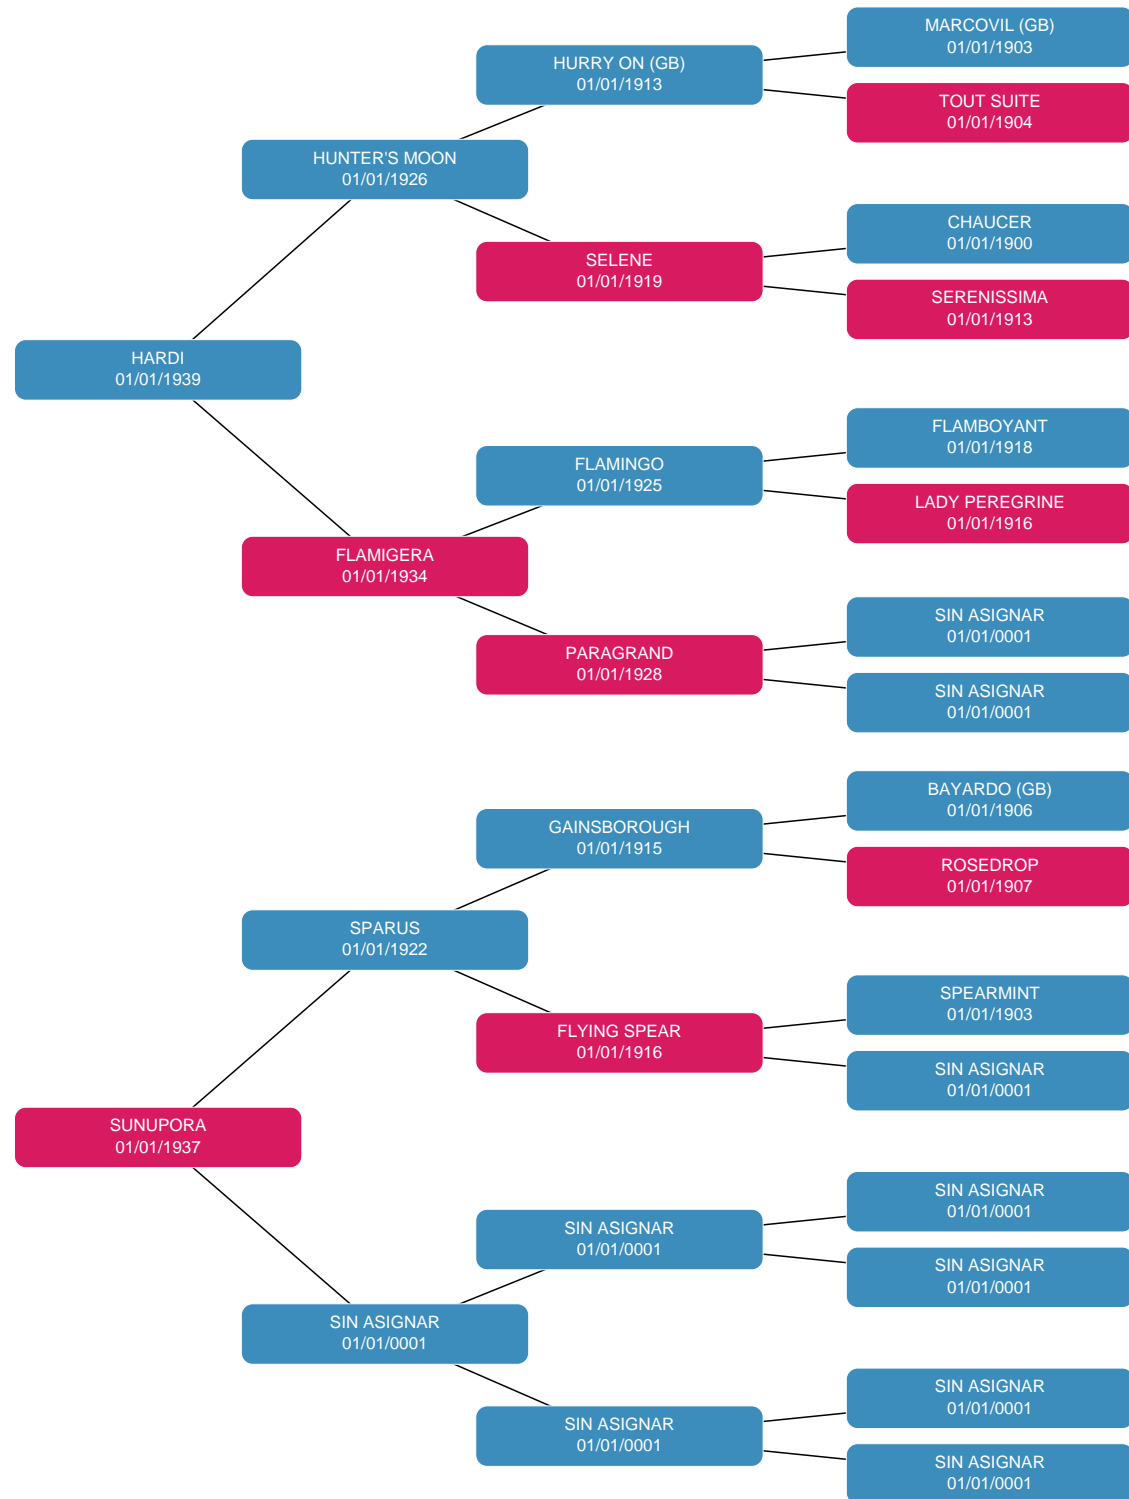 MARCOVIL (GB)
01/01/1903
HURRY ON (GB)
01/01/1913
TOUT SUITE
01/01/1904
HUNTER'S MOON
01/01/1926
CHAUCER
01/01/1900
SELENE
01/01/1919
SERENISSIMA
01/01/1913
HARDI
01/01/1939
FLAMBOYANT
01/01/1918
FLAMINGO
01/01/1925
LADY PEREGRINE
01/01/1916
FLAMIGERA
01/01/1934
SIN ASIGNAR
01/01/0001
PARAGRAND
01/01/1928
SIN ASIGNAR
01/01/0001
BAYARDO (GB)
01/01/1906
GAINSBOROUGH
01/01/1915
ROSEDROP
01/01/1907
SPARUS
01/01/1922
SPEARMINT
01/01/1903
FLYING SPEAR
01/01/1916
SIN ASIGNAR
01/01/0001
SUNUPORA
01/01/1937
SIN ASIGNAR
01/01/0001
SIN ASIGNAR
01/01/0001
SIN ASIGNAR
01/01/0001
SIN ASIGNAR
01/01/0001
SIN ASIGNAR
01/01/0001
SIN ASIGNAR
01/01/0001
SIN ASIGNAR
01/01/0001